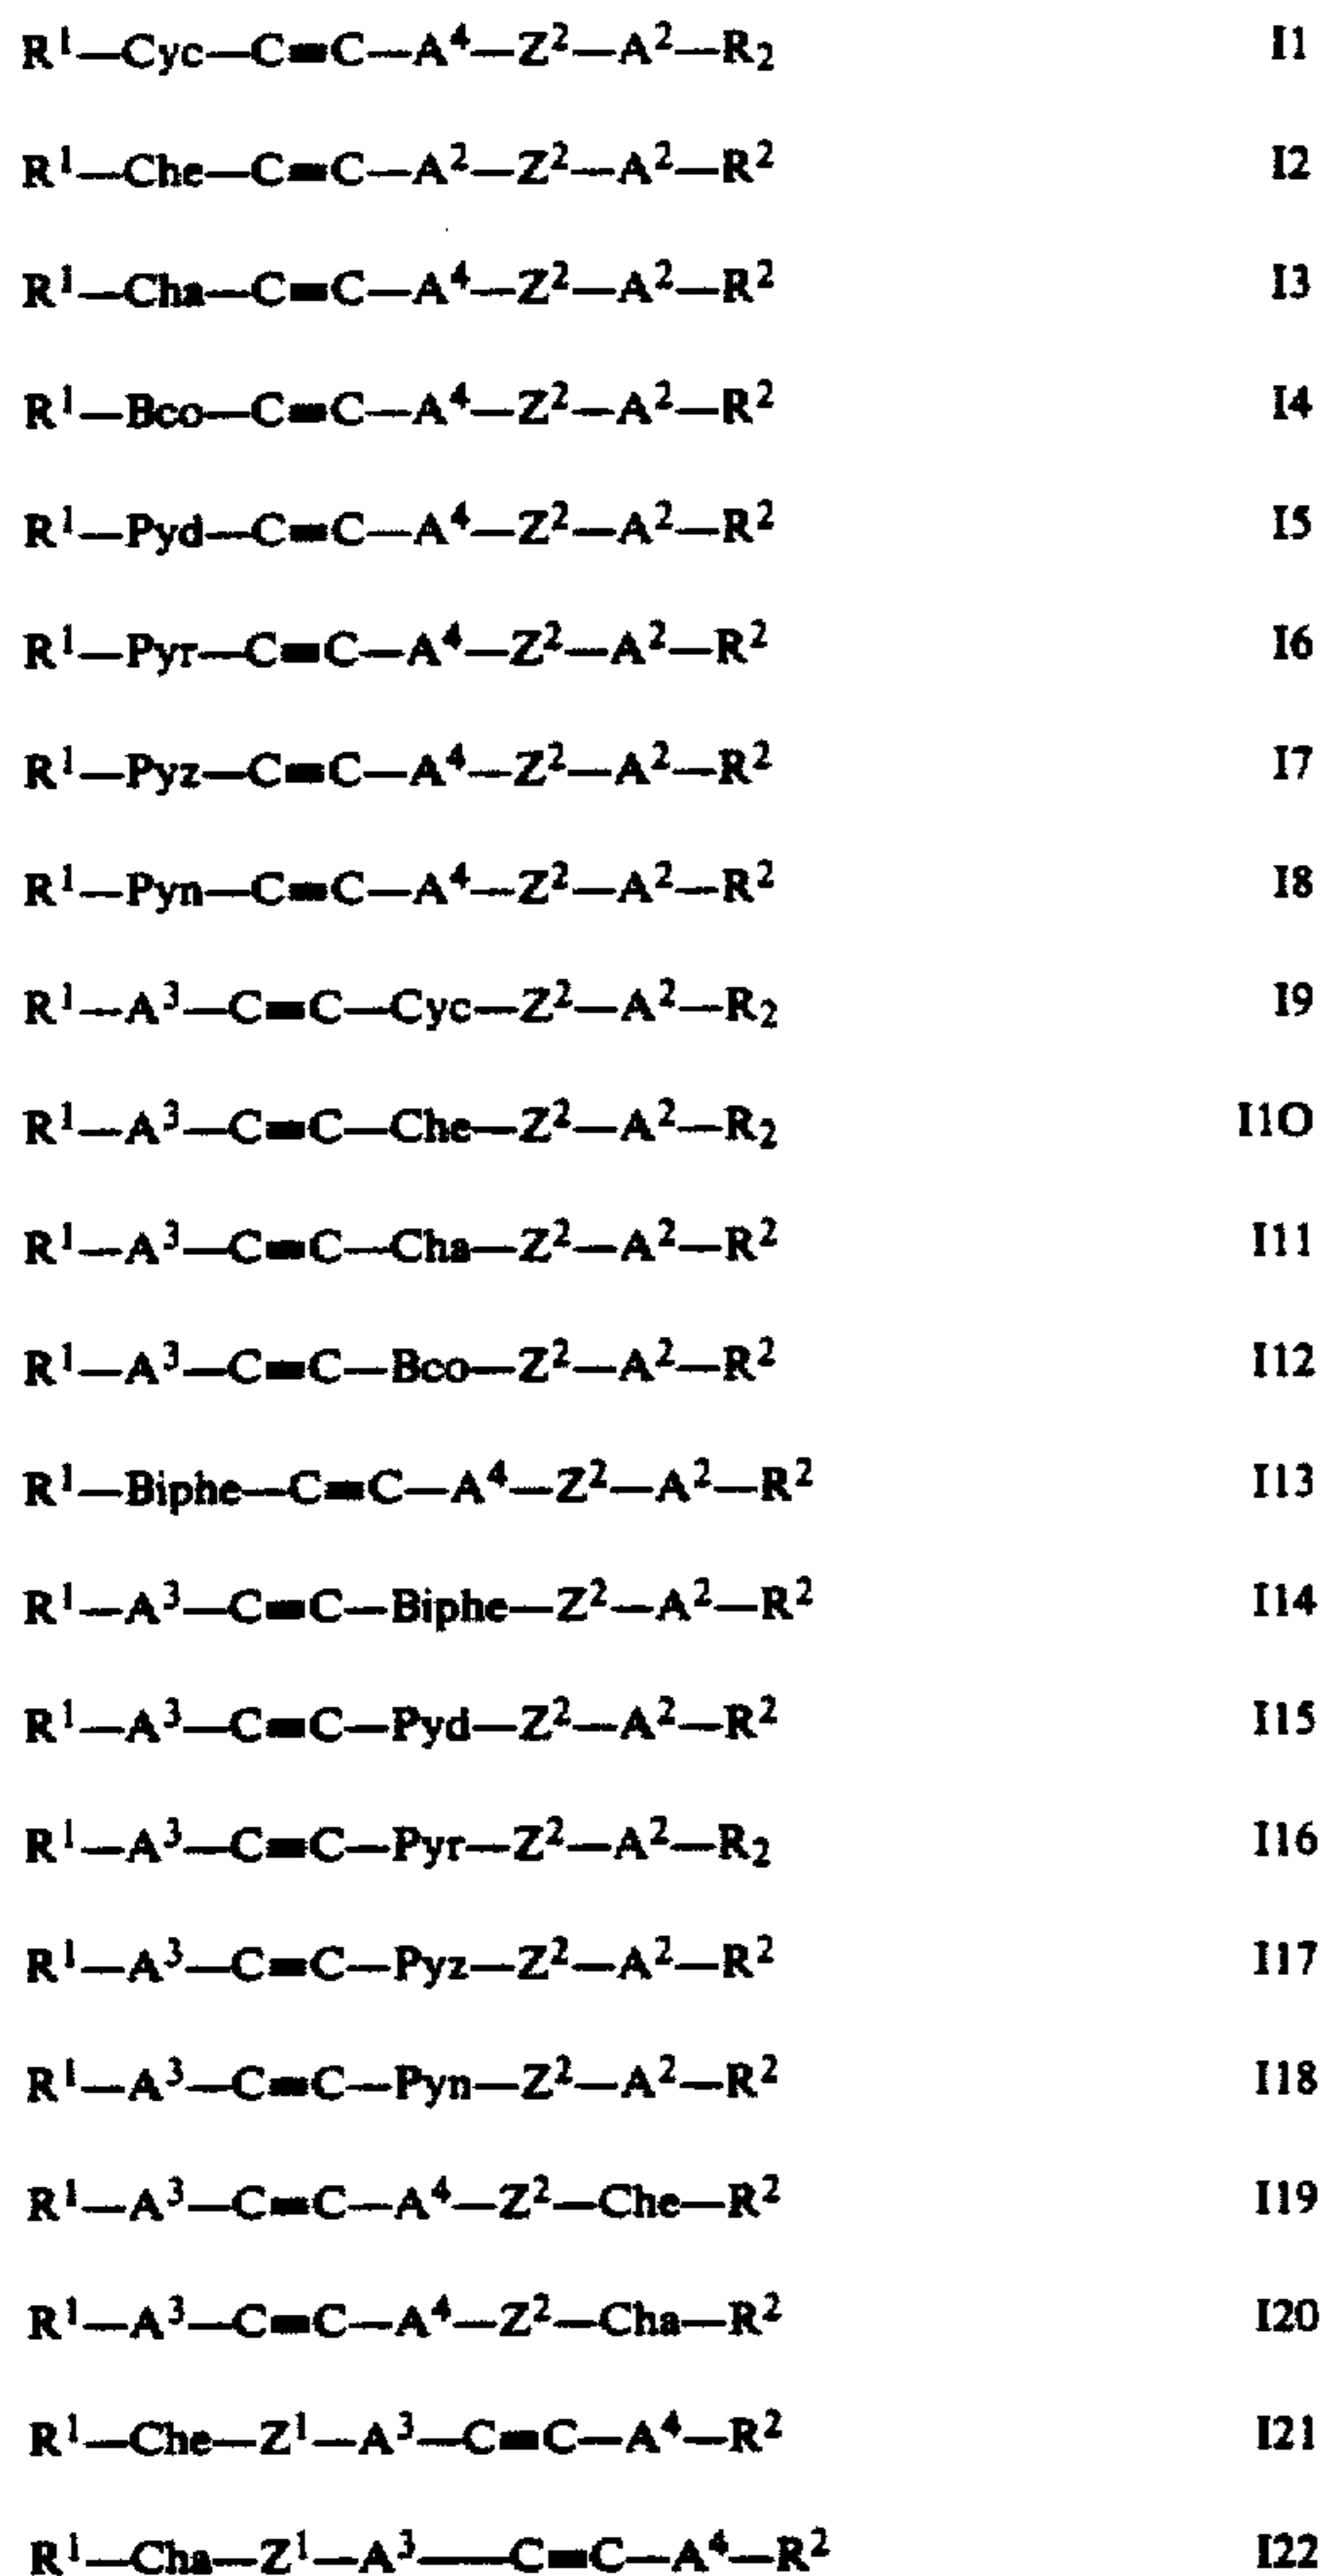 R¹—Cyc—C≡C—A⁴—Z²—A²—R₂ I1
R¹—Che—C≡C—A²—Z²—A²—R² I2
R¹—Cha—C≡C—A⁴—Z²—A²—R² I3
R¹—Bco—C≡C—A⁴—Z²—A²—R² I4
R¹—Pyd—C≡C—A⁴—Z²—A²—R² I5
R¹—Pyr—C≡C—A⁴—Z²—A²—R² I6
R¹—Pyz—C≡C—A⁴—Z²—A²—R² I7
R¹—Pyn—C≡C—A⁴—Z²—A²—R² I8
R¹—A³—C≡C—Cyc—Z²—A²—R₂ I9
R¹—A³—C≡C—Che—Z²—A²—R₂ I1O
R¹—A³—C≡C—Cha—Z²—A²—R² I11
R¹—A³—C≡C—Bco—Z²—A²—R² I12
R¹—Biphe—C≡C—A⁴—Z²—A²—R² I13
R¹—A³—C≡C—Biphe—Z²—A²—R² I14
R¹—A³—C≡C—Pyd—Z²—A²—R² I15
R¹—A³—C≡C—Pyr—Z²—A²—R₂ I16
R¹—A³—C≡C—Pyz—Z²—A²—R² I17
R¹—A³—C≡C—Pyn—Z²—A²—R² I18
R¹—A³—C≡C—A⁴—Z²—Che—R² I19
R¹—A³—C≡C—A⁴—Z²—Cha—R² I20
R¹—Che—Z¹—A³—C≡C—A⁴—R² I21
R¹—Cha—Z¹—A³—C≡C—A⁴—R² I22